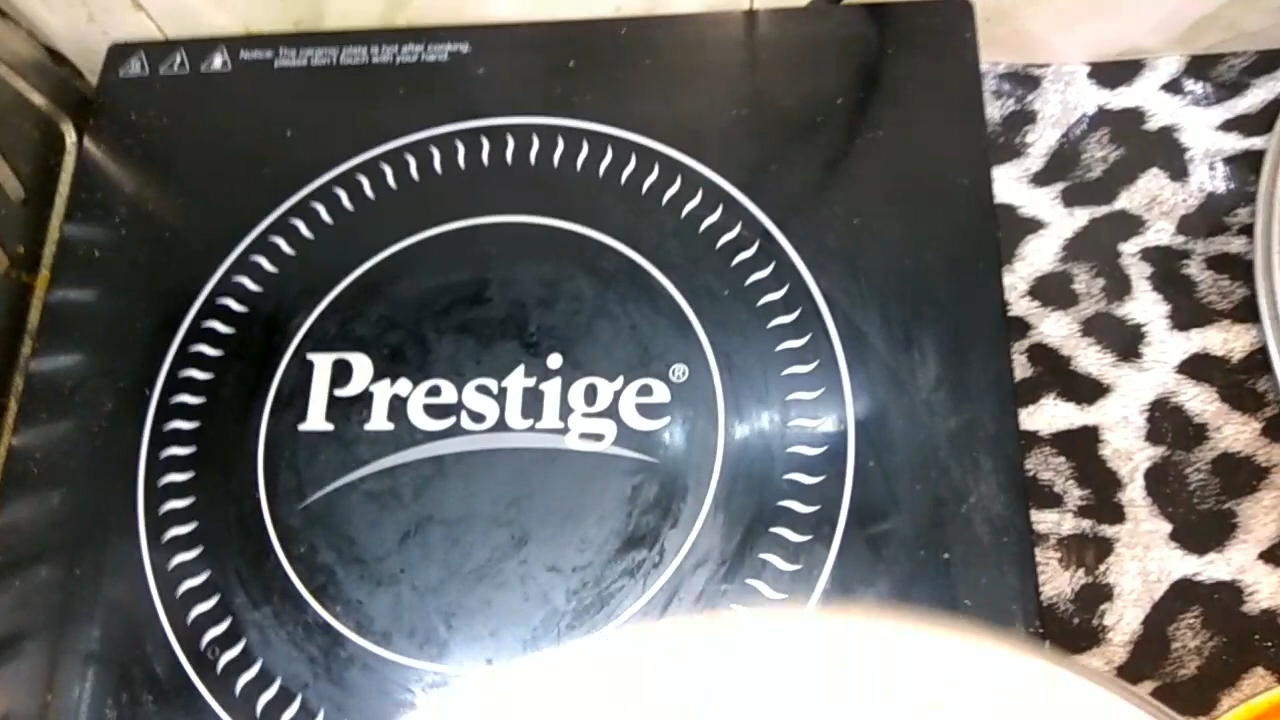 Notice: The ceramic plate is hot after cooking,
please don't touch with your hand.
Prestige®